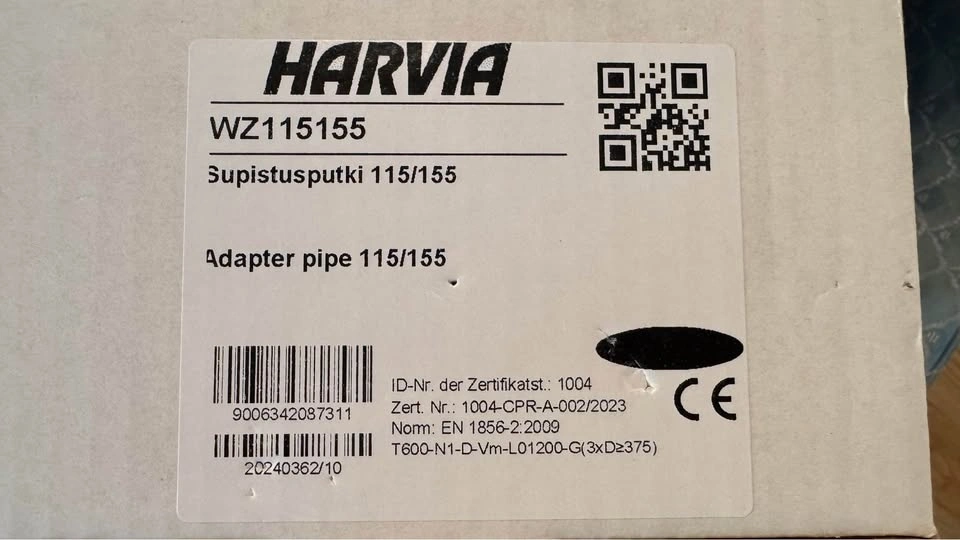 HARVIA
WZ115155
Supistusputki 115/155
Adapter pipe 115/155
9006342087311
20240362/10
ID-Nr. der Zertifikatst.: 1004
Zert. Nr.: 1004-CPR-A-002/2023
Norm: EN 1856-2:2009
T600-N1-D-Vm-L01200-G(3xD≥375)
CE